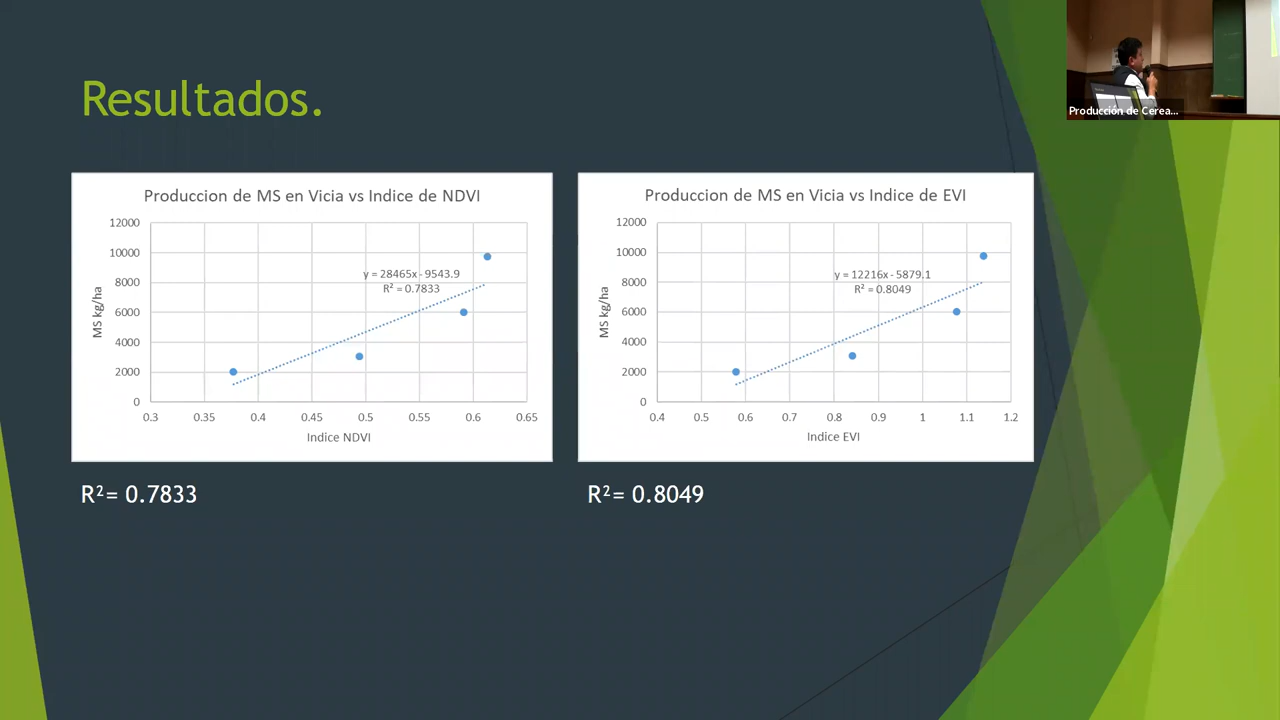 Resultados.
Producción de Cerea...
Produccion de MS en Vicia vs Indice de NDVI
12000
10000
8000
6000
4000
2000
0
MS kg/ha
y = 28465x - 9543.9
R² = 0.7833
0.3 0.35 0.4 0.45 0.5 0.55 0.6 0.65
Indice NDVI
R²= 0.7833
Produccion de MS en Vicia vs Indice de EVI
12000
10000
8000
6000
4000
2000
0
MS kg/ha
y = 12216x - 5879.1
R² = 0.8049
0.4 0.5 0.6 0.7 0.8 0.9 1 1.1 1.2
Indice EVI
R²= 0.8049